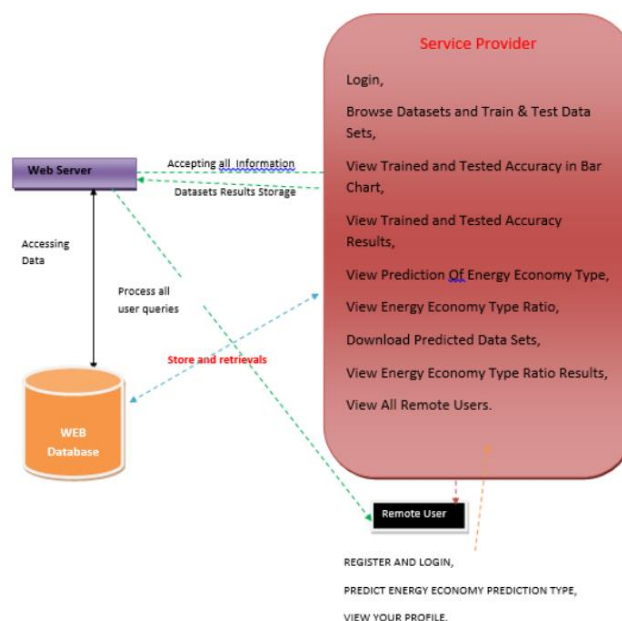 Service Provider
Login,
Browse Datasets and Train & Test Data
Sets,
View Trained and Tested Accuracy in Bar
Chart,
View Trained and Tested Accuracy
Results,
View Prediction Of Energy Economy Type,
View Energy Economy Type Ratio,
Download Predicted Data Sets,
View Energy Economy Type Ratio Results,
View All Remote Users.
Accepting all Information
Web Server
Datasets Results Storage
Accessing
Data
Process all
user queries
Store and retrievals
WEB
Database
Remote User
REGISTER AND LOGIN,
PREDICT ENERGY ECONOMY PREDICTION TYPE,
VIEW YOUR PROFILE.